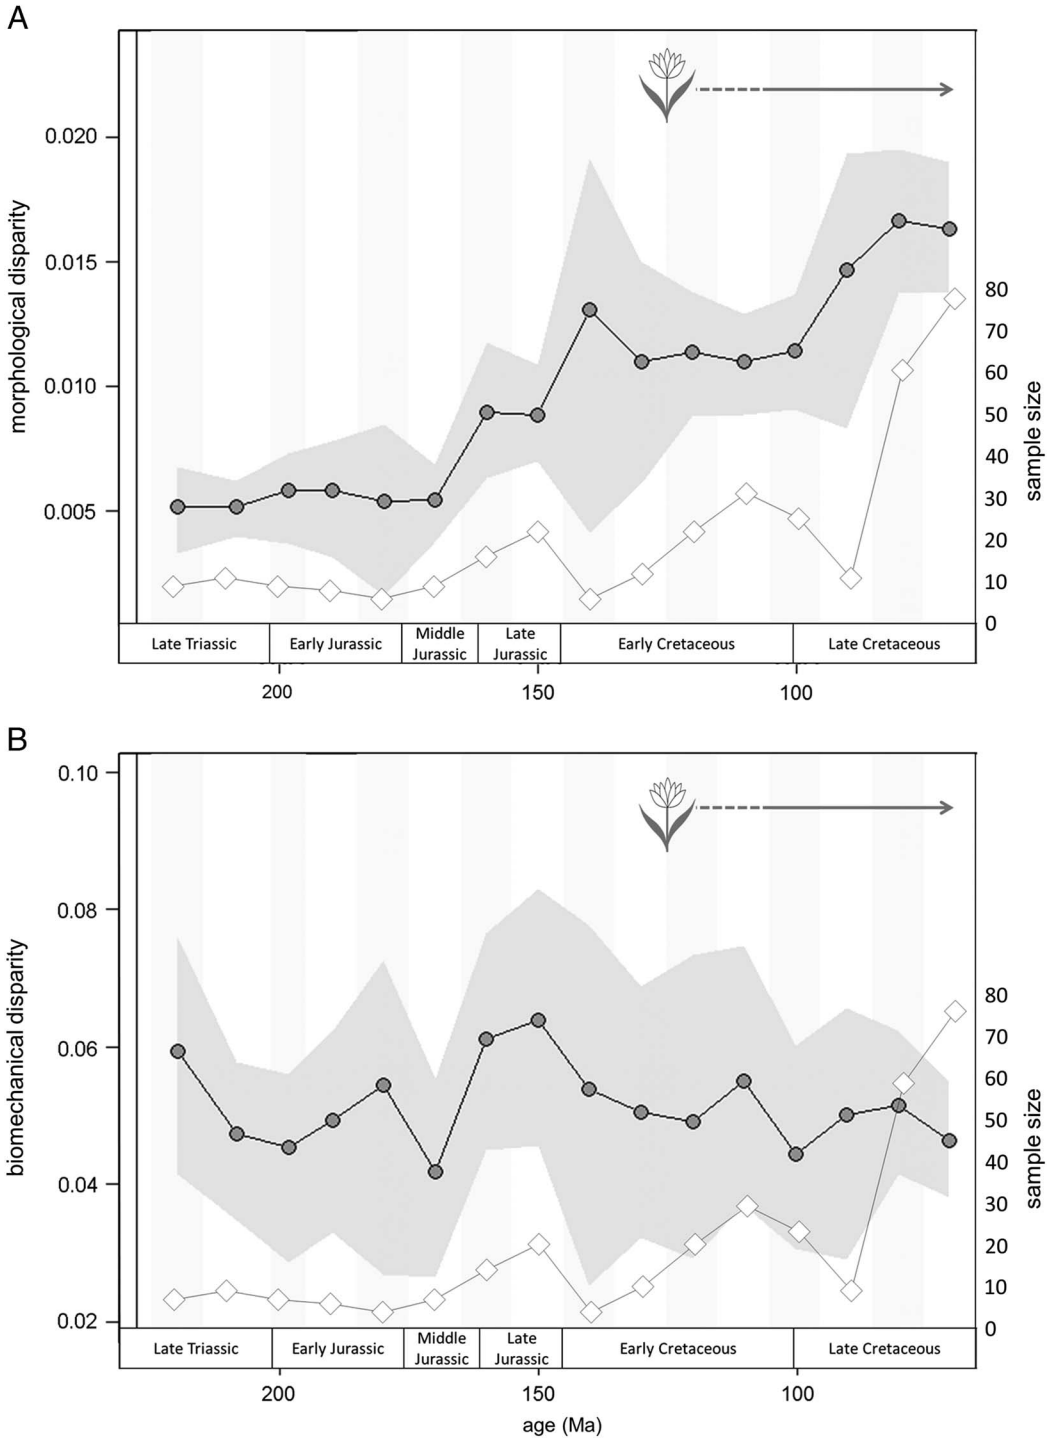 A
morphological disparity
0.020
0.015
0.010
0.005
80
70
60
50
40
30
20
10
0
sample size
Late Triassic
Early Jurassic
Middle
Jurassic
Late
Jurassic
Early Cretaceous
Late Cretaceous
200
150
100
B
biomechanical disparity
0.10
0.08
0.06
0.04
0.02
80
70
60
50
40
30
20
10
0
sample size
Late Triassic
Early Jurassic
Middle
Jurassic
Late
Jurassic
Early Cretaceous
Late Cretaceous
200
150
100
age (Ma)